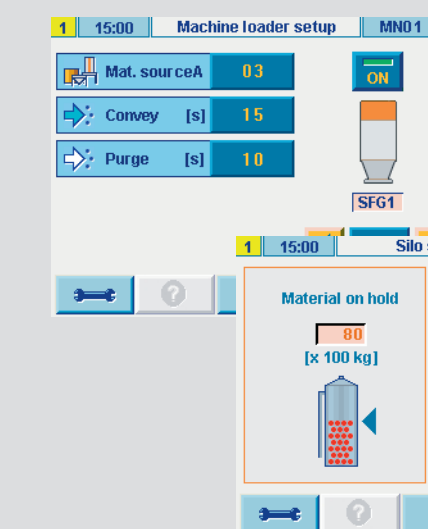 1 15:00 Machine loader setup MN01
Mat. sourceA 03
ON
Convey [s] 15
Purge [s] 10
SFG1
1 15:00 Silo
Material on hold
80
[x 100 kg]
?
?